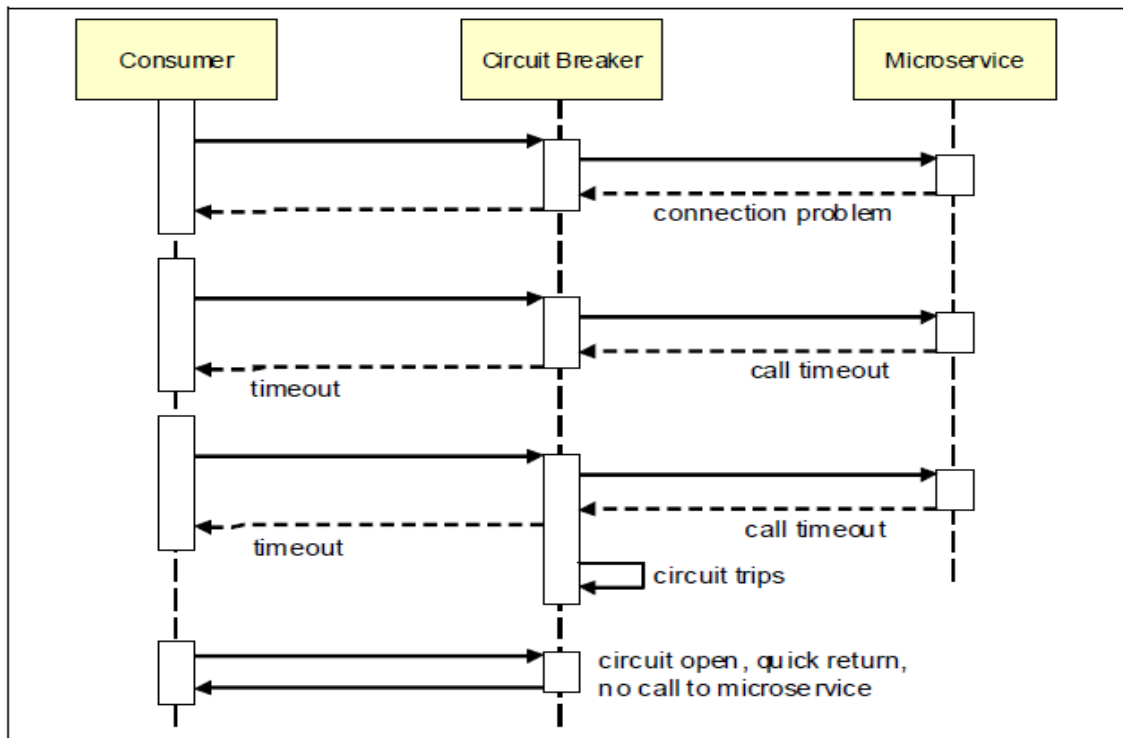 Consumer
Circuit Breaker
Microservice
connection problem
call timeout
timeout
call timeout
timeout
circuit trips
circuit open, quick return,
no call to microservice